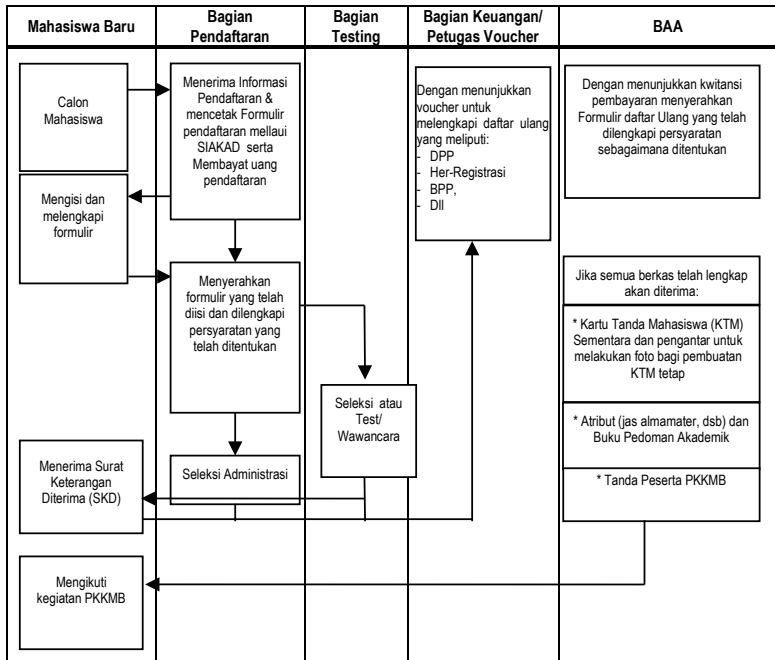 Mahasiswa Baru
Bagian
Pendaftaran
Bagian
Testing
Bagian Keuangan/
Petugas Voucher
BAA
Calon
Mahasiswa
Menerima Informasi
Pendaftaran &
mencetak Formulir
pendaftaran mellaui
SIAKAD serta
Membayat uang
pendaftaran
Dengan menunjukkan
voucher untuk
melengkapi daftar ulang
yang meliputi:
- DPP
- Her-Registrasi
- BPP,
- Dll
Dengan menunjukkan kwitansi
pembayaran menyerahkan
Formulir daftar Ulang yang telah
dilengkapi persyaratan
sebagaimana ditentukan
Mengisi dan
melengkapi
formulir
Menyerahkan
formulir yang telah
diisi dan dilengkapi
persyaratan yang
telah ditentukan
Jika semua berkas telah lengkap
akan diterima:
* Kartu Tanda Mahasiswa (KTM)
Sementara dan pengantar untuk
melakukan foto bagi pembuatan
KTM tetap
Seleksi atau
Test/
Wawancara
* Atribut (jas almamater, dsb) dan
Buku Pedoman Akademik
Menerima Surat
Keterangan
Diterima (SKD)
Seleksi Administrasi
* Tanda Peserta PKKMB
Mengikuti
kegiatan PKKMB